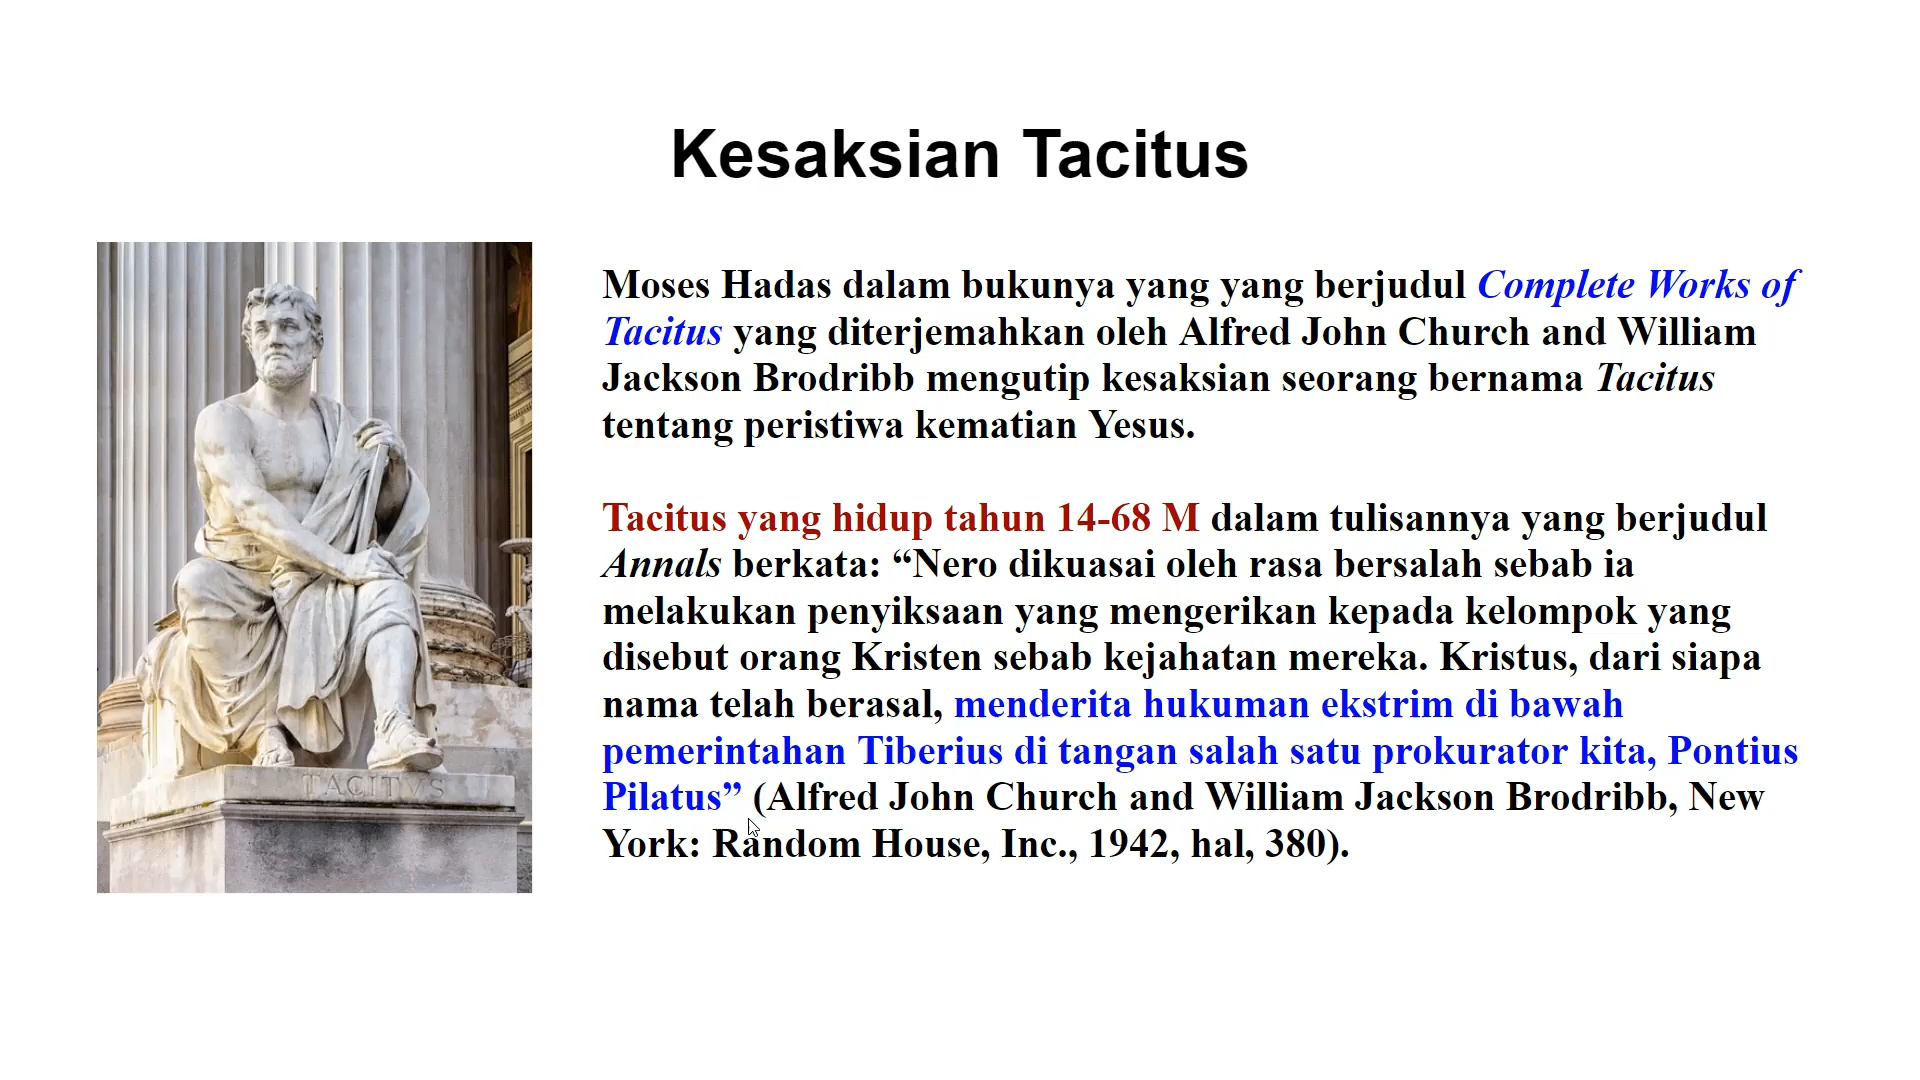 Kesaksian Tacitus
Moses Hadas dalam bukunya yang yang berjudul Complete Works of
Tacitus yang diterjemahkan oleh Alfred John Church and William
Jackson Brodribb mengutip kesaksian seorang bernama Tacitus
tentang peristiwa kematian Yesus.
Tacitus yang hidup tahun 14-68 M dalam tulisannya yang berjudul
Annals berkata: “Nero dikuasai oleh rasa bersalah sebab ia
melakukan penyiksaan yang mengerikan kepada kelompok yang
disebut orang Kristen sebab kejahatan mereka. Kristus, dari siapa
nama telah berasal, menderita hukuman ekstrim di bawah
pemerintahan Tiberius di tangan salah satu prokurator kita, Pontius
Pilatus” (Alfred John Church and William Jackson Brodribb, New
York: Random House, Inc., 1942, hal, 380).
TACITVS